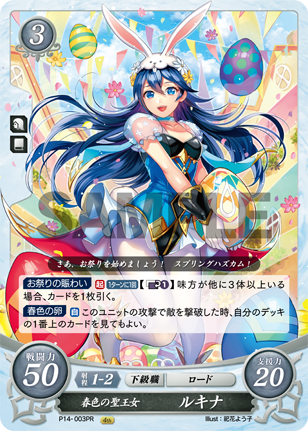 3
SAMPLE
さあ、お祭りを始めましょう! スプリングハズカム!
お祭りの賑わい 起 1ターンに1回 【①】味方が他に3体以上いる
場合、カードを1枚引く。
春色の卵 自 このユニットの攻撃で敵を撃破した時、自分のデッキ
の1番上のカードを見てもよい。
戦闘力 50
射程 1-2 下級職 ロード
支援力 20
春色の聖王女 ルキナ
P14-003PR 4th Illust:祀花よう子